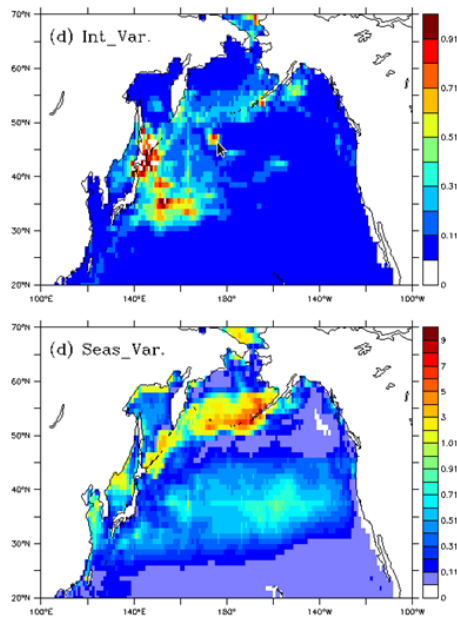 70°N
(d) Int_Var.
60°N
50°N
40°N
30°N
20°N
100°E
140°E
180°E
140°W
100°W
0.91
0.71
0.51
0.31
0.11
0
70°N
(d) Seas_Var.
60°N
50°N
40°N
30°N
20°N
100°E
140°E
180°E
140°W
100°W
9
7
5
3
1.01
0.91
0.71
0.51
0.31
0.11
0